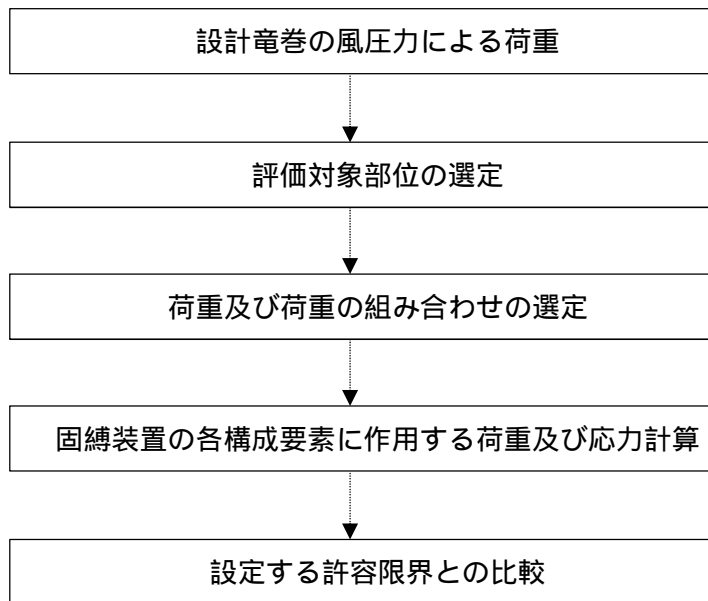 設計竜巻の風圧力による荷重
評価対象部位の選定
荷重及び荷重の組み合わせの選定
固縛装置の各構成要素に作用する荷重及び応力計算
設定する許容限界との比較